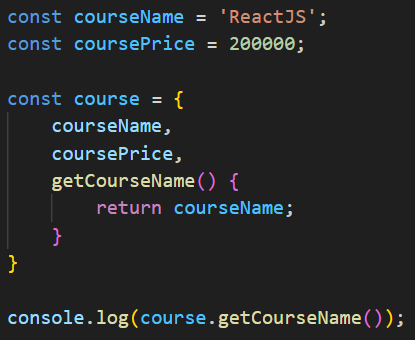 const courseName = 'ReactJS';
const coursePrice = 200000;
const course = {
courseName,
coursePrice,
getCourseName() {
return courseName;
}
}
console.log(course.getCourseName());